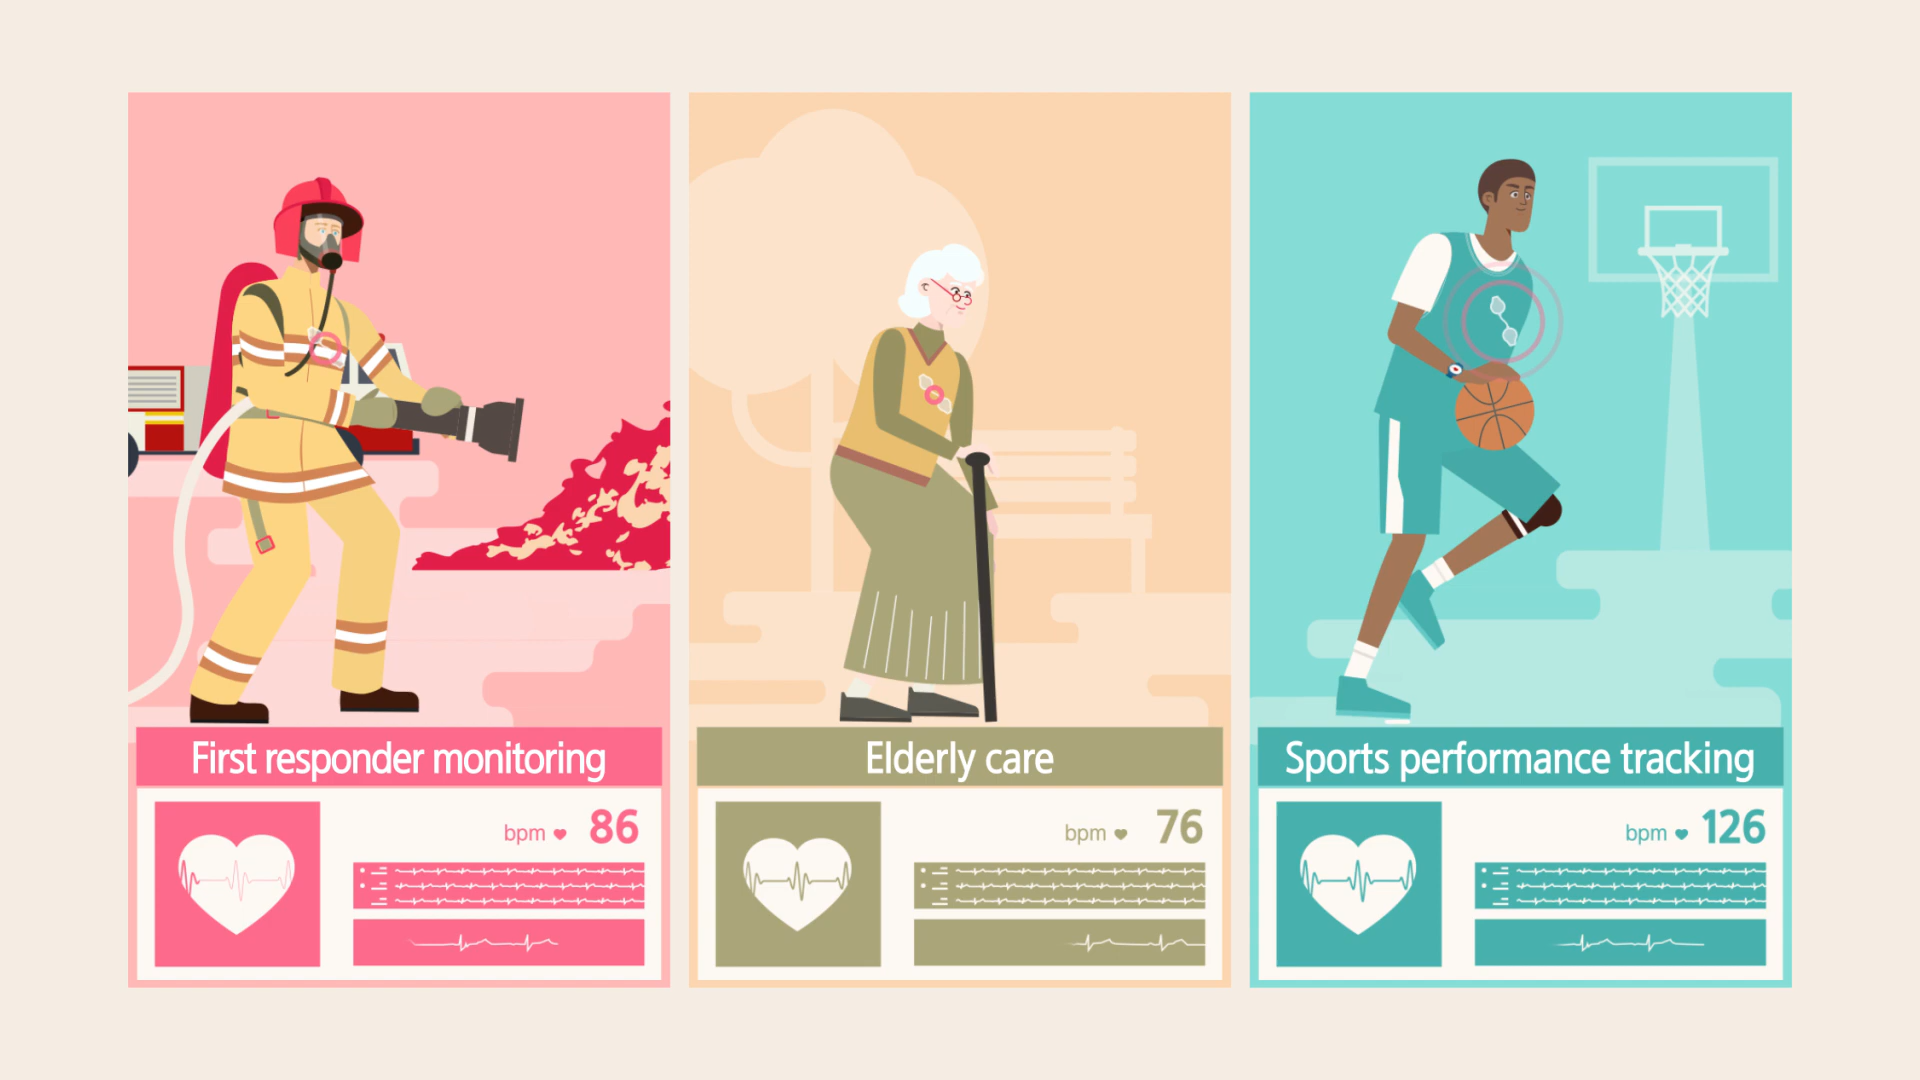 First responder monitoring
bpm 86
Elderly care
bpm 76
Sports performance tracking
bpm 126